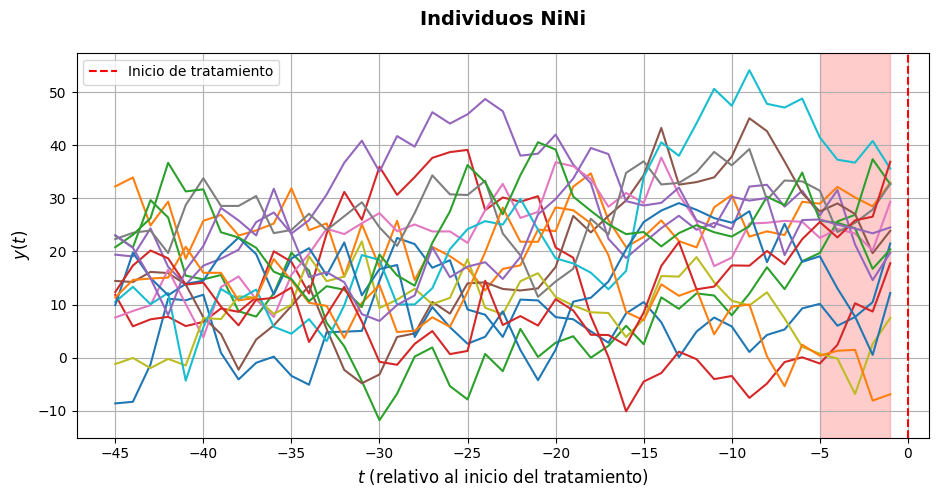 Individuos NiNi
Inicio de tratamiento
y(t)
50
40
30
20
10
0
−10
−45 −40 −35 −30 −25 −20 −15 −10 −5 0
t (relativo al inicio del tratamiento)